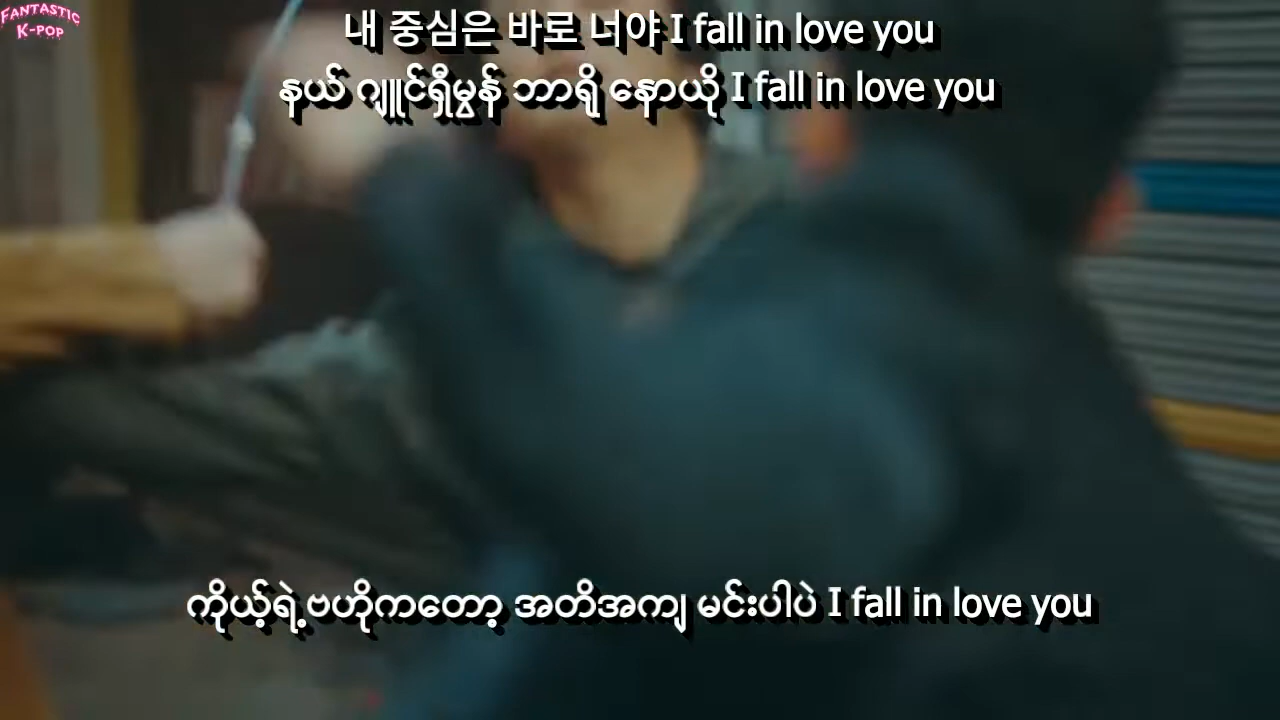 FANTASTIC
K-POP
내 중심은 바로 너야 I fall in love you
နယ် ဂျူင်ရှီမွန် ဘာရို နောယို I fall in love you
ကိုယ့်ရဲ့ဗဟိုကတော့ အတိအကျ မင်းပါပဲ I fall in love you